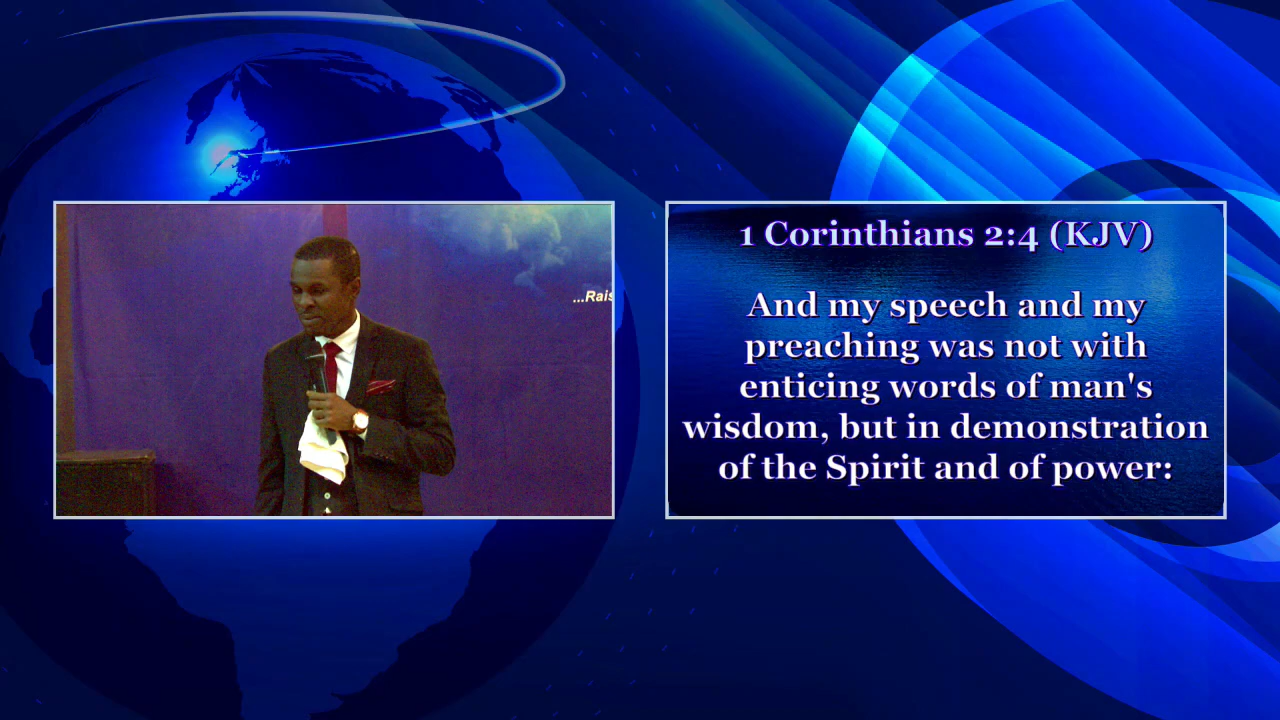 ...Rais
1 Corinthians 2:4 (KJV)
And my speech and my
preaching was not with
enticing words of man's
wisdom, but in demonstration
of the Spirit and of power: